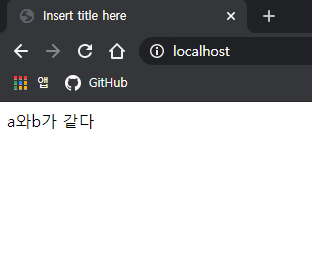 Insert title here
localhost
앱 GitHub
a와b가 같다